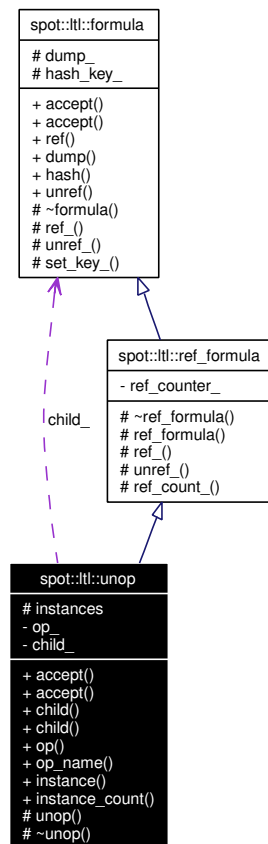 spot::ltl::formula
# dump_
# hash_key_
+ accept()
+ accept()
+ ref()
+ dump()
+ hash()
+ unref()
# ~formula()
# ref_()
# unref_()
# set_key_()
spot::ltl::ref_formula
- ref_counter_
# ~ref_formula()
# ref_formula()
# ref_()
# unref_()
# ref_count_()
child_
spot::ltl::unop
# instances
- op_
- child_
+ accept()
+ accept()
+ child()
+ child()
+ op()
+ op_name()
+ instance()
+ instance_count()
# unop()
# ~unop()